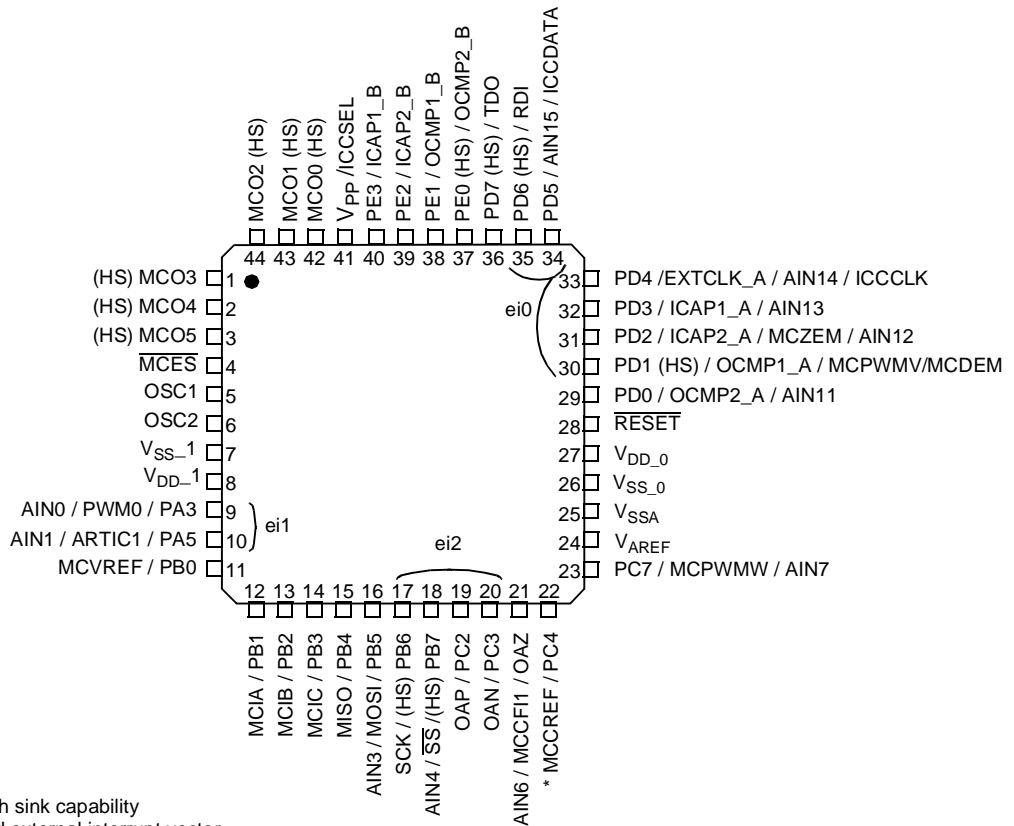 MCO2 (HS)
MCO1 (HS)
MCO0 (HS)
VPP /ICCSEL
PE3 / ICAP1_B
PE2 / ICAP2_B
PE1 / OCMP1_B
PE0 (HS) / OCMP2_B
PD7 (HS) / TDO
PD6 (HS) / RDI
PD5 / AIN15 / ICCDATA
44 43 42 41 40 39 38 37 36 35 34
(HS) MCO3 1
(HS) MCO4 2
(HS) MCO5 3
MCES 4
OSC1 5
OSC2 6
VSS_1 7
VDD_1 8
AIN0 / PWM0 / PA3 9
AIN1 / ARTIC1 / PA5 10
MCVREF / PB0 11
ei1
ei0
ei2
33 PD4 /EXTCLK_A / AIN14 / ICCCLK
32 PD3 / ICAP1_A / AIN13
31 PD2 / ICAP2_A / MCZEM / AIN12
30 PD1 (HS) / OCMP1_A / MCPWMV/MCDEM
29 PD0 / OCMP2_A / AIN11
28 RESET
27 VDD_0
26 VSS_0
25 VSSA
24 VAREF
23 PC7 / MCPWMW / AIN7
12 13 14 15 16 17 18 19 20 21 22
MCIA / PB1
MCIB / PB2
MCIC / PB3
MISO / PB4
AIN3 / MOSI / PB5
SCK / (HS) PB6
AIN4 / SS /(HS) PB7
OAP / PC2
OAN / PC3
AIN6 / MCCFI1 / OAZ
* MCCREF / PC4
sink capability
external interrupt vector